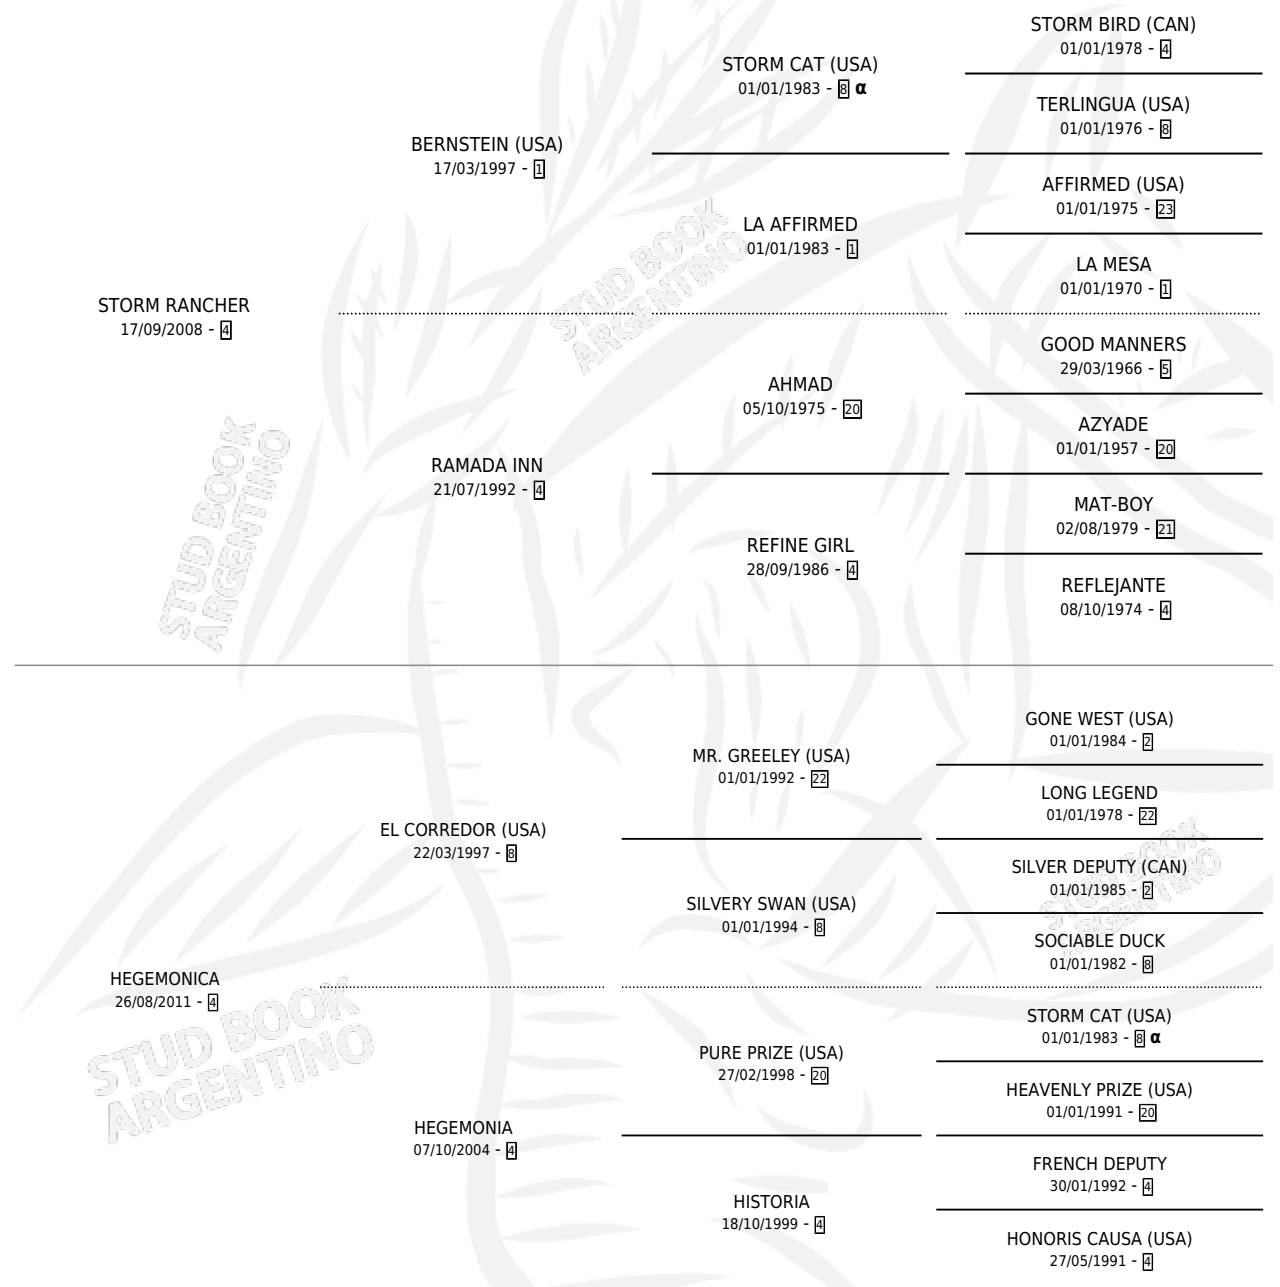 STORM BIRD (CAN)
01/01/1978 - 4
STORM CAT (USA)
01/01/1983 - 8 α
TERLINGUA (USA)
01/01/1976 - 8
BERNSTEIN (USA)
17/03/1997 - 1
AFFIRMED (USA)
01/01/1975 - 23
LA AFFIRMED
01/01/1983 - 1
LA MESA
01/01/1970 - 1
STORM RANCHER
17/09/2008 - 4
GOOD MANNERS
29/03/1966 - 5
AHMAD
05/10/1975 - 20
AZYADE
01/01/1957 - 20
RAMADA INN
21/07/1992 - 4
MAT-BOY
02/08/1979 - 21
REFINE GIRL
28/09/1986 - 4
REFLEJANTE
08/10/1974 - 4
STUD BOOK
ARGENTINO
STUD BOOK
ARGENTINO
GONE WEST (USA)
01/01/1984 - 2
MR. GREELEY (USA)
01/01/1992 - 22
LONG LEGEND
01/01/1978 - 22
EL CORREDOR (USA)
22/03/1997 - 8
SILVER DEPUTY (CAN)
01/01/1985 - 2
SILVERY SWAN (USA)
01/01/1994 - 8
SOCIABLE DUCK
01/01/1982 - 8
HEGEMONICA
26/08/2011 - 4
STORM CAT (USA)
01/01/1983 - 8 α
PURE PRIZE (USA)
27/02/1998 - 20
HEAVENLY PRIZE (USA)
01/01/1991 - 20
HEGEMONIA
07/10/2004 - 4
FRENCH DEPUTY
30/01/1992 - 4
HISTORIA
18/10/1999 - 4
HONORIS CAUSA (USA)
27/05/1991 - 4
STUD BOOK
ARGENTINO
STUD BOOK
ARGENTINO